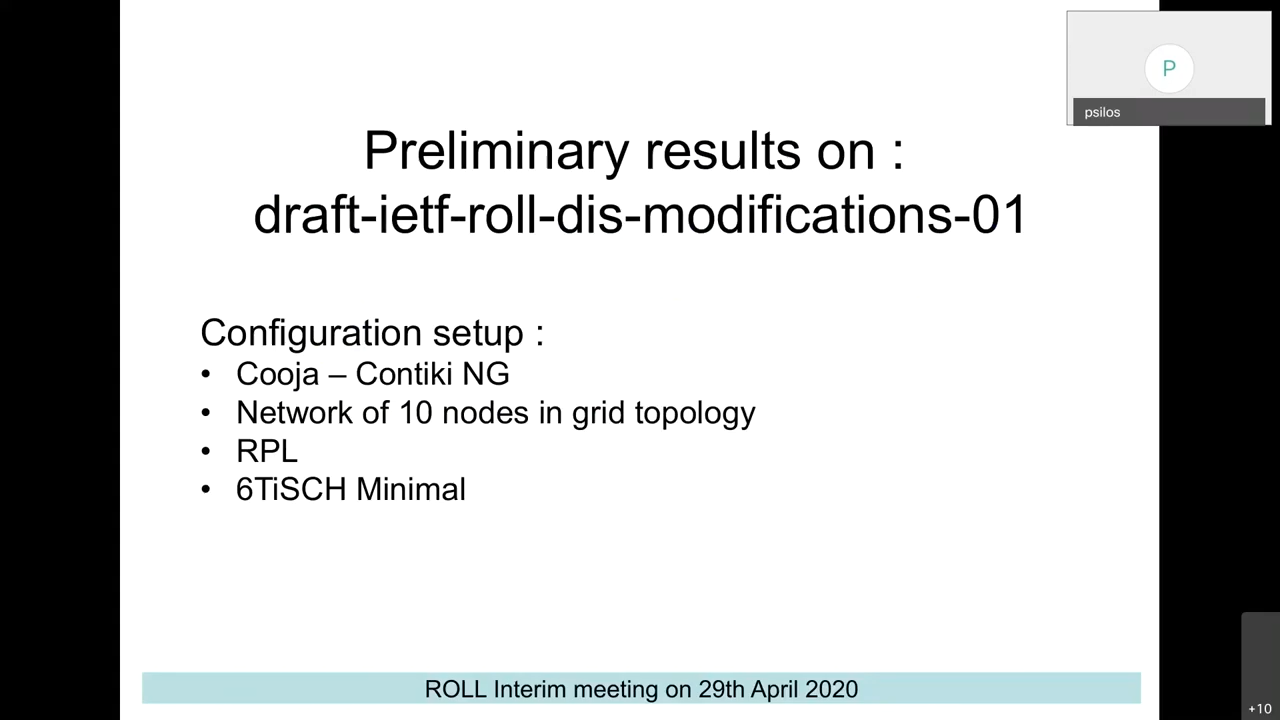 Preliminary results on :
draft-ietf-roll-dis-modifications-01
Configuration setup :
• Cooja – Contiki NG
• Network of 10 nodes in grid topology
• RPL
• 6TiSCH Minimal
ROLL Interim meeting on 29th April 2020
P
psilos
+10